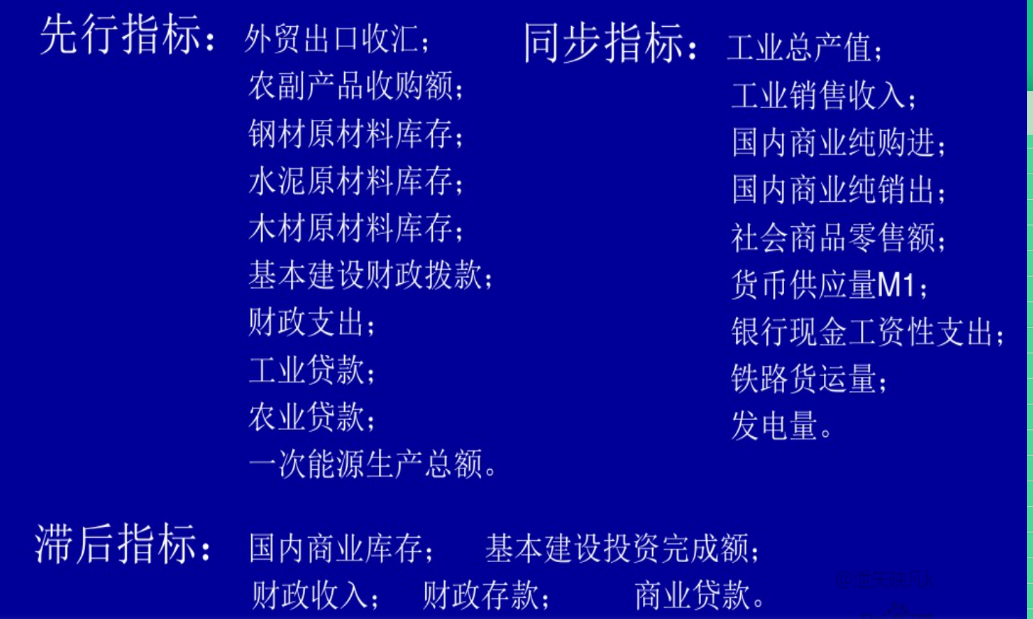 先行指标：外贸出口收汇；
农副产品收购额；
钢材原材料库存；
水泥原材料库存；
木材原材料库存；
基本建设财政拨款；
财政支出；
工业贷款；
农业贷款；
一次能源生产总额。
同步指标：工业总产值；
工业销售收入；
国内商业纯购进；
国内商业纯销出；
社会商品零售额；
货币供应量M1；
银行现金工资性支出；
铁路货运量；
发电量。
滞后指标：国内商业库存； 基本建设投资完成额；
财政收入； 财政存款； 商业贷款。